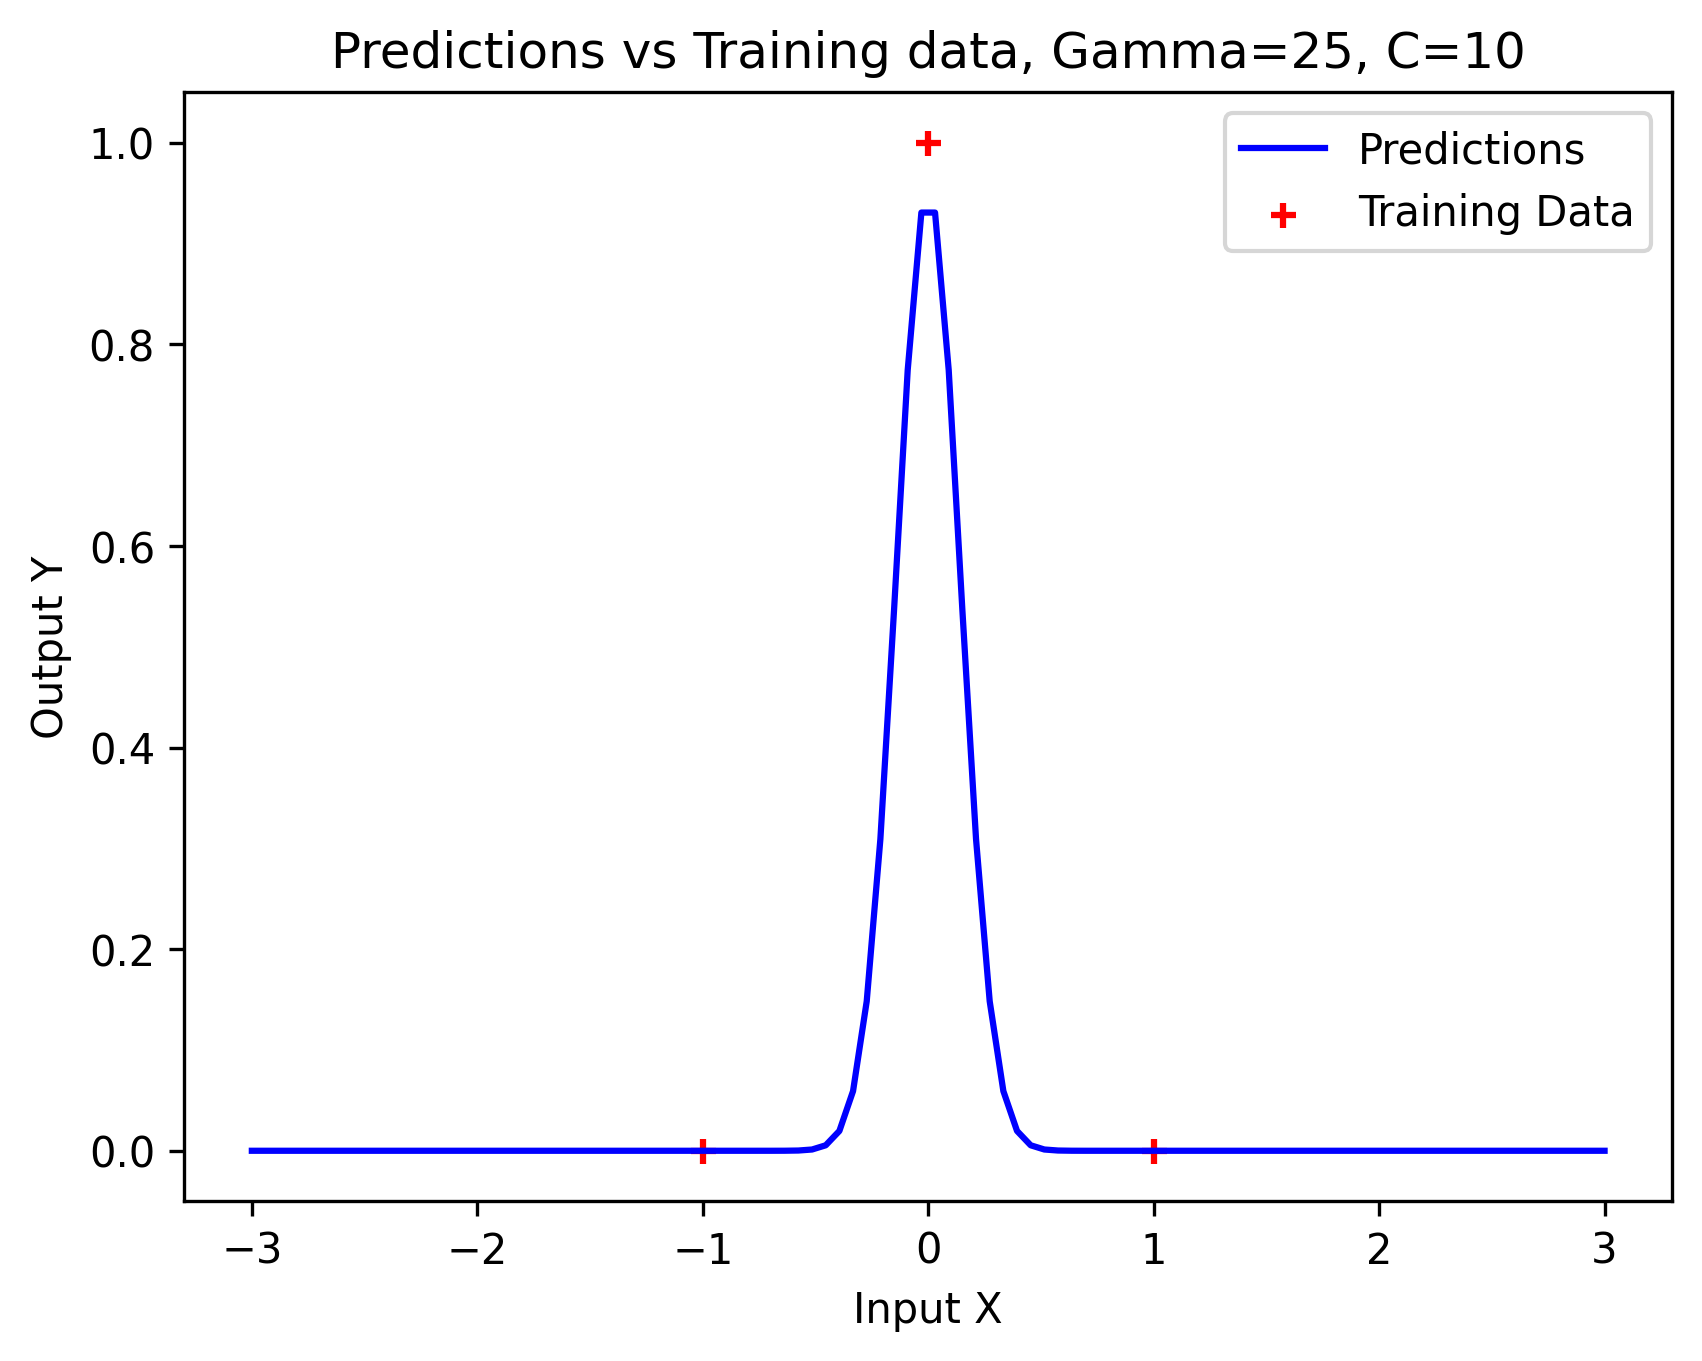 Predictions vs Training data, Gamma=25, C=10
Predictions
Training Data
Output Y
1.0
0.8
0.6
0.4
0.2
0.0
−3 −2 −1 0 1 2 3
Input X